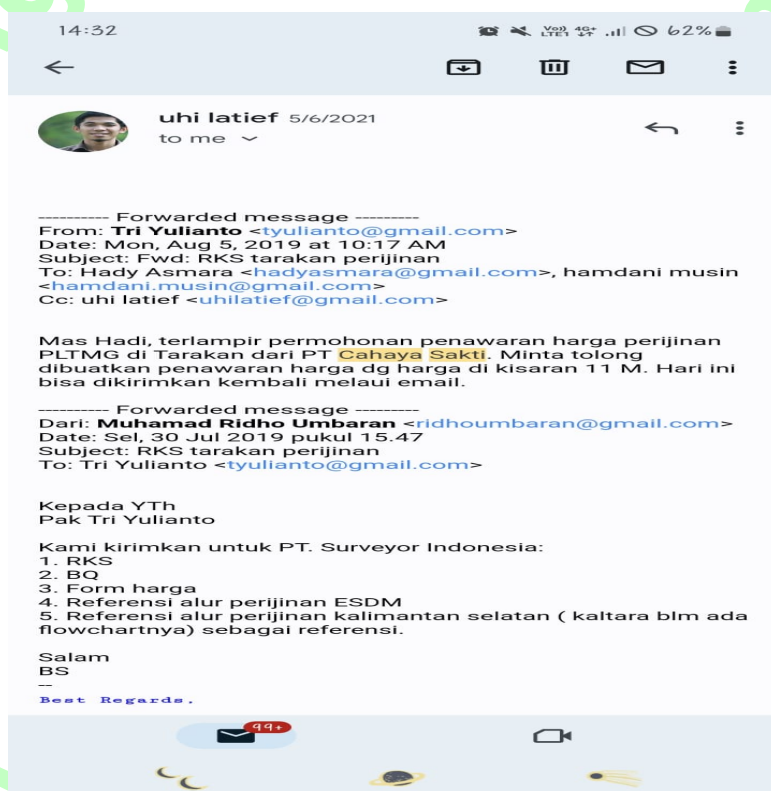 14:32
Vo)) 4G+
LTE1
62%
uhi latief 5/6/2021
to me
---------- Forwarded message ---------
From: Tri Yulianto <tyulianto@gmail.com>
Date: Mon, Aug 5, 2019 at 10:17 AM
Subject: Fwd: RKS tarakan perijinan
To: Hady Asmara <hadyasmara@gmail.com>, hamdani musin
<hamdani.musin@gmail.com>
Cc: uhi latief <uhilatief@gmail.com>
Mas Hadi, terlampir permohonan penawaran harga perijinan
PLTMG di Tarakan dari PT Cahaya Sakti. Minta tolong
dibuatkan penawaran harga dg harga di kisaran 11 M. Hari ini
bisa dikirimkan kembali melaui email.
---------- Forwarded message ---------
Dari: Muhamad Ridho Umbaran <ridhoumbaran@gmail.com>
Date: Sel, 30 Jul 2019 pukul 15.47
Subject: RKS tarakan perijinan
To: Tri Yulianto <tyulianto@gmail.com>
Kepada YTh
Pak Tri Yulianto
Kami kirimkan untuk PT. Surveyor Indonesia:
1. RKS
2. BQ
3. Form harga
4. Referensi alur perijinan ESDM
5. Referensi alur perijinan kalimantan selatan ( kaltara blm ada
flowchartnya) sebagai referensi.
Salam
BS
--
Best Regards,
99+